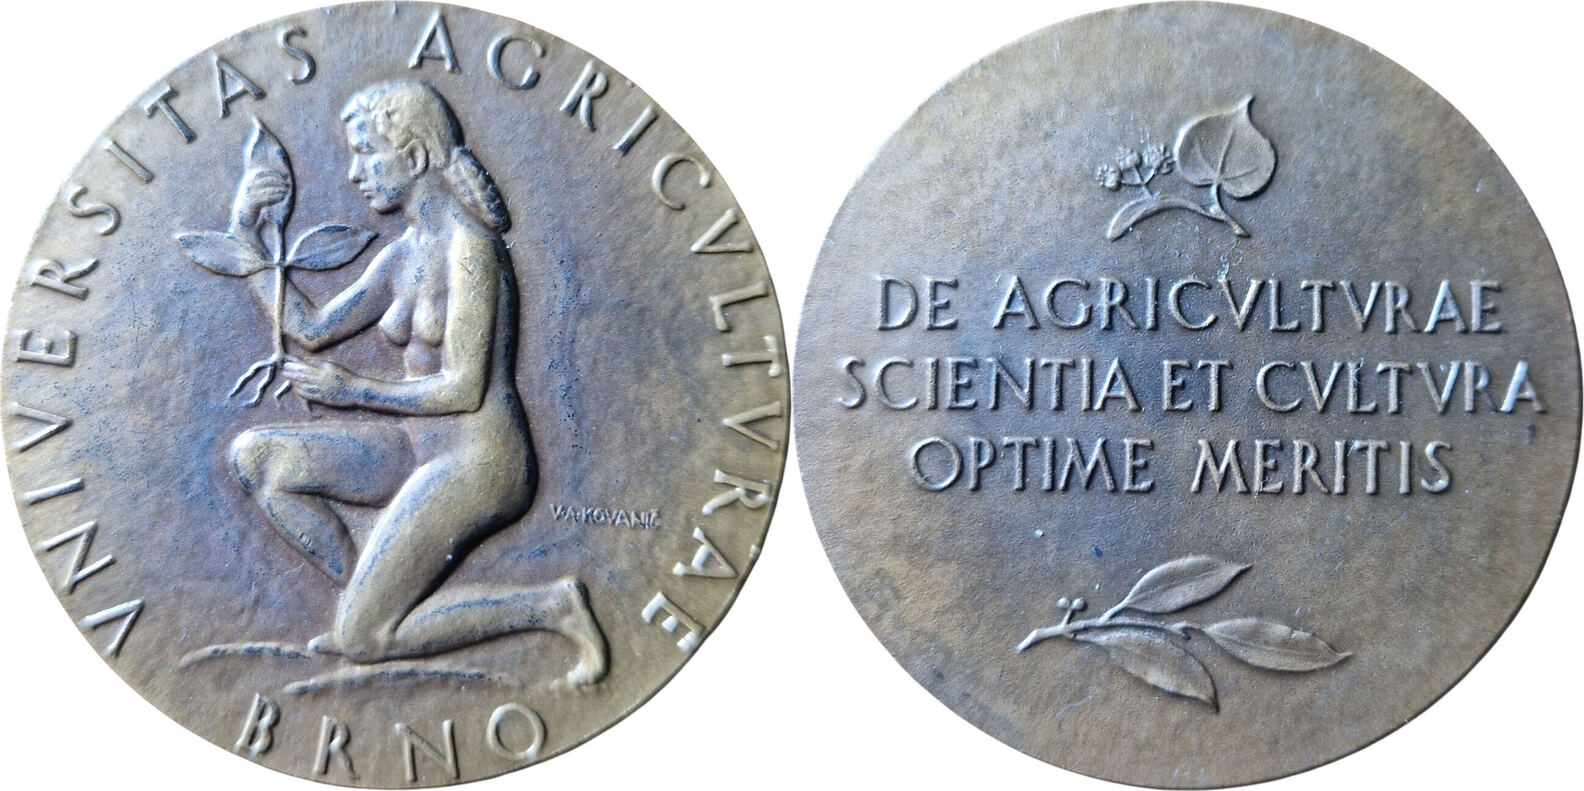 VNIVERSITAS AGRICVLTVRAE
BRNO
V·A·KOVANIČ
DE AGRICVLTVRAE
SCIENTIA ET CVLTVRA
OPTIME MERITIS